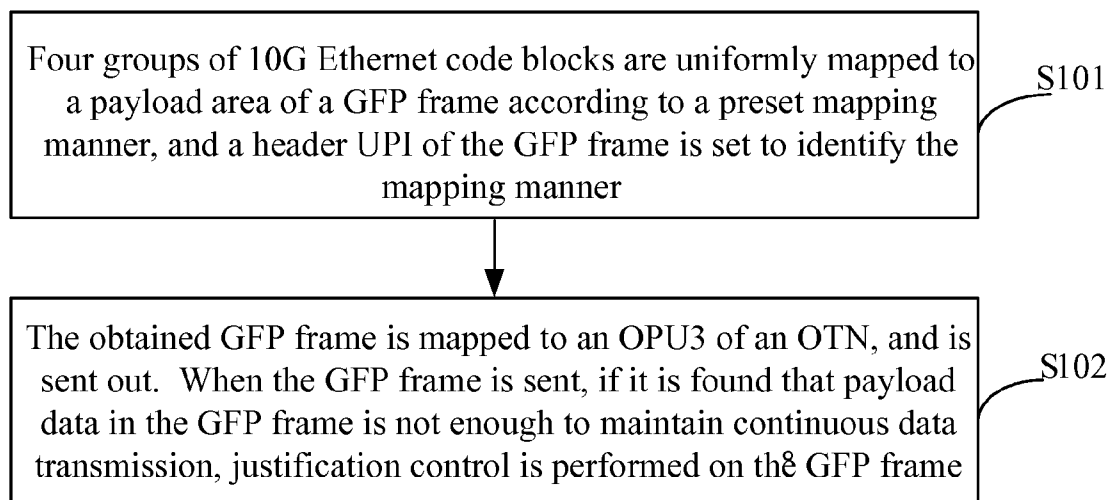 Four groups of 10G Ethernet code blocks are uniformly mapped to
a payload area of a GFP frame according to a preset mapping
manner, and a header UPI of the GFP frame is set to identify the
mapping manner
S101
The obtained GFP frame is mapped to an OPU3 of an OTN, and is
sent out. When the GFP frame is sent, if it is found that payload
data in the GFP frame is not enough to maintain continuous data
transmission, justification control is performed on the GFP frame
S102